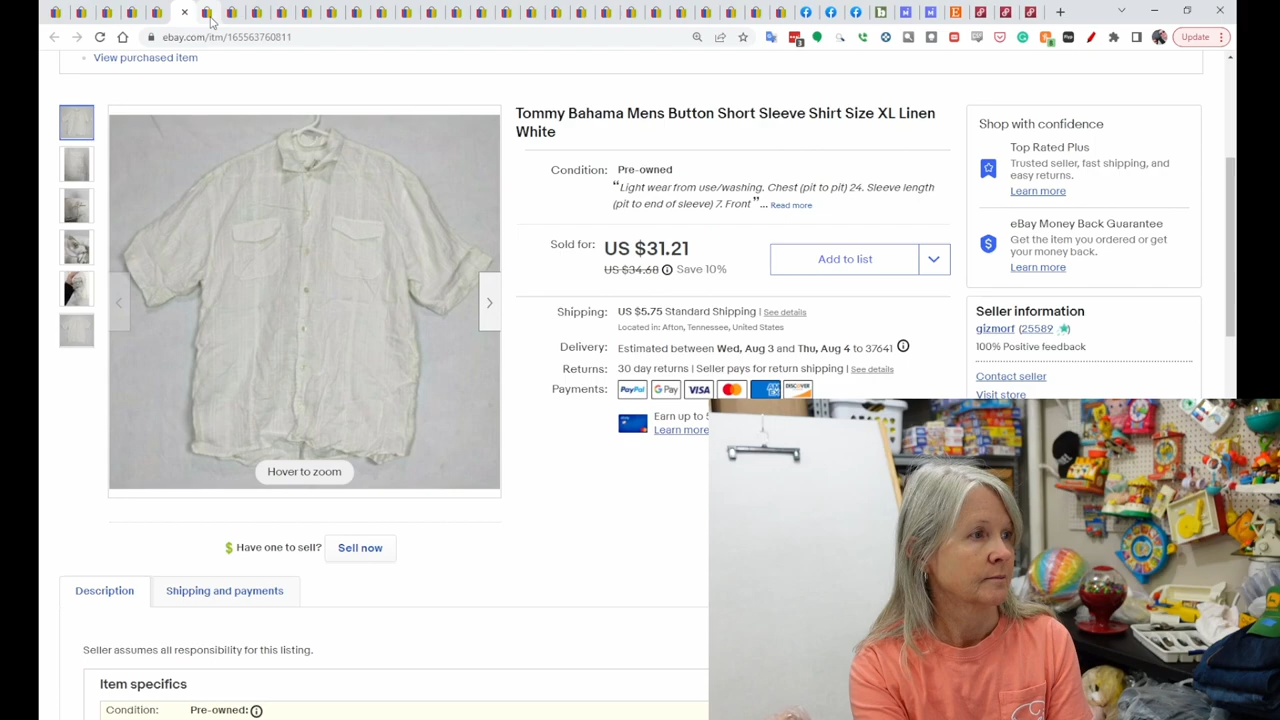 ebay.com/itm/165563760811
Update
View purchased item
Tommy Bahama Mens Button Short Sleeve Shirt Size XL Linen
White
Condition: Pre-owned
“Light wear from use/washing. Chest (pit to pit) 24. Sleeve length
(pit to end of sleeve) 7. Front ”... Read more
Sold for: US $31.21
US $34.68 Save 10%
Add to list
Shipping: US $5.75 Standard Shipping | See details
Located in: Afton, Tennessee, United States
Delivery: Estimated between Wed, Aug 3 and Thu, Aug 4 to 37641
Returns: 30 day returns | Seller pays for return shipping | See details
Payments: PayPal G Pay VISA DISCOVER
Earn up to 5
Learn more
Shop with confidence
Top Rated Plus
Trusted seller, fast shipping, and
easy returns.
Learn more
eBay Money Back Guarantee
Get the item you ordered or get
your money back.
Learn more
Seller information
gizmorf (25589)
100% Positive feedback
Contact seller
Visit store
Hover to zoom
Have one to sell? Sell now
Description
Shipping and payments
Seller assumes all responsibility for this listing.
Item specifics
Condition: Pre-owned: